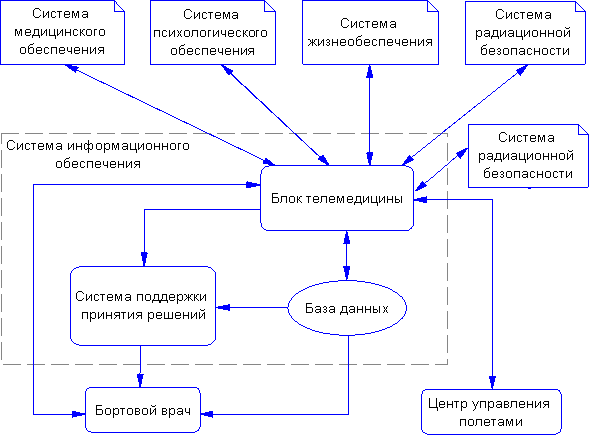 Система
медицинского
обеспечения
Система
психологического
обеспечения
Система
жизнеобеспечения
Система
радиационной
безопасности
Система
радиационной
безопасности
Система информационного
обеспечения
Блок телемедицины
Система поддержки
принятия решений
База данных
Бортовой врач
Центр управления
полетами